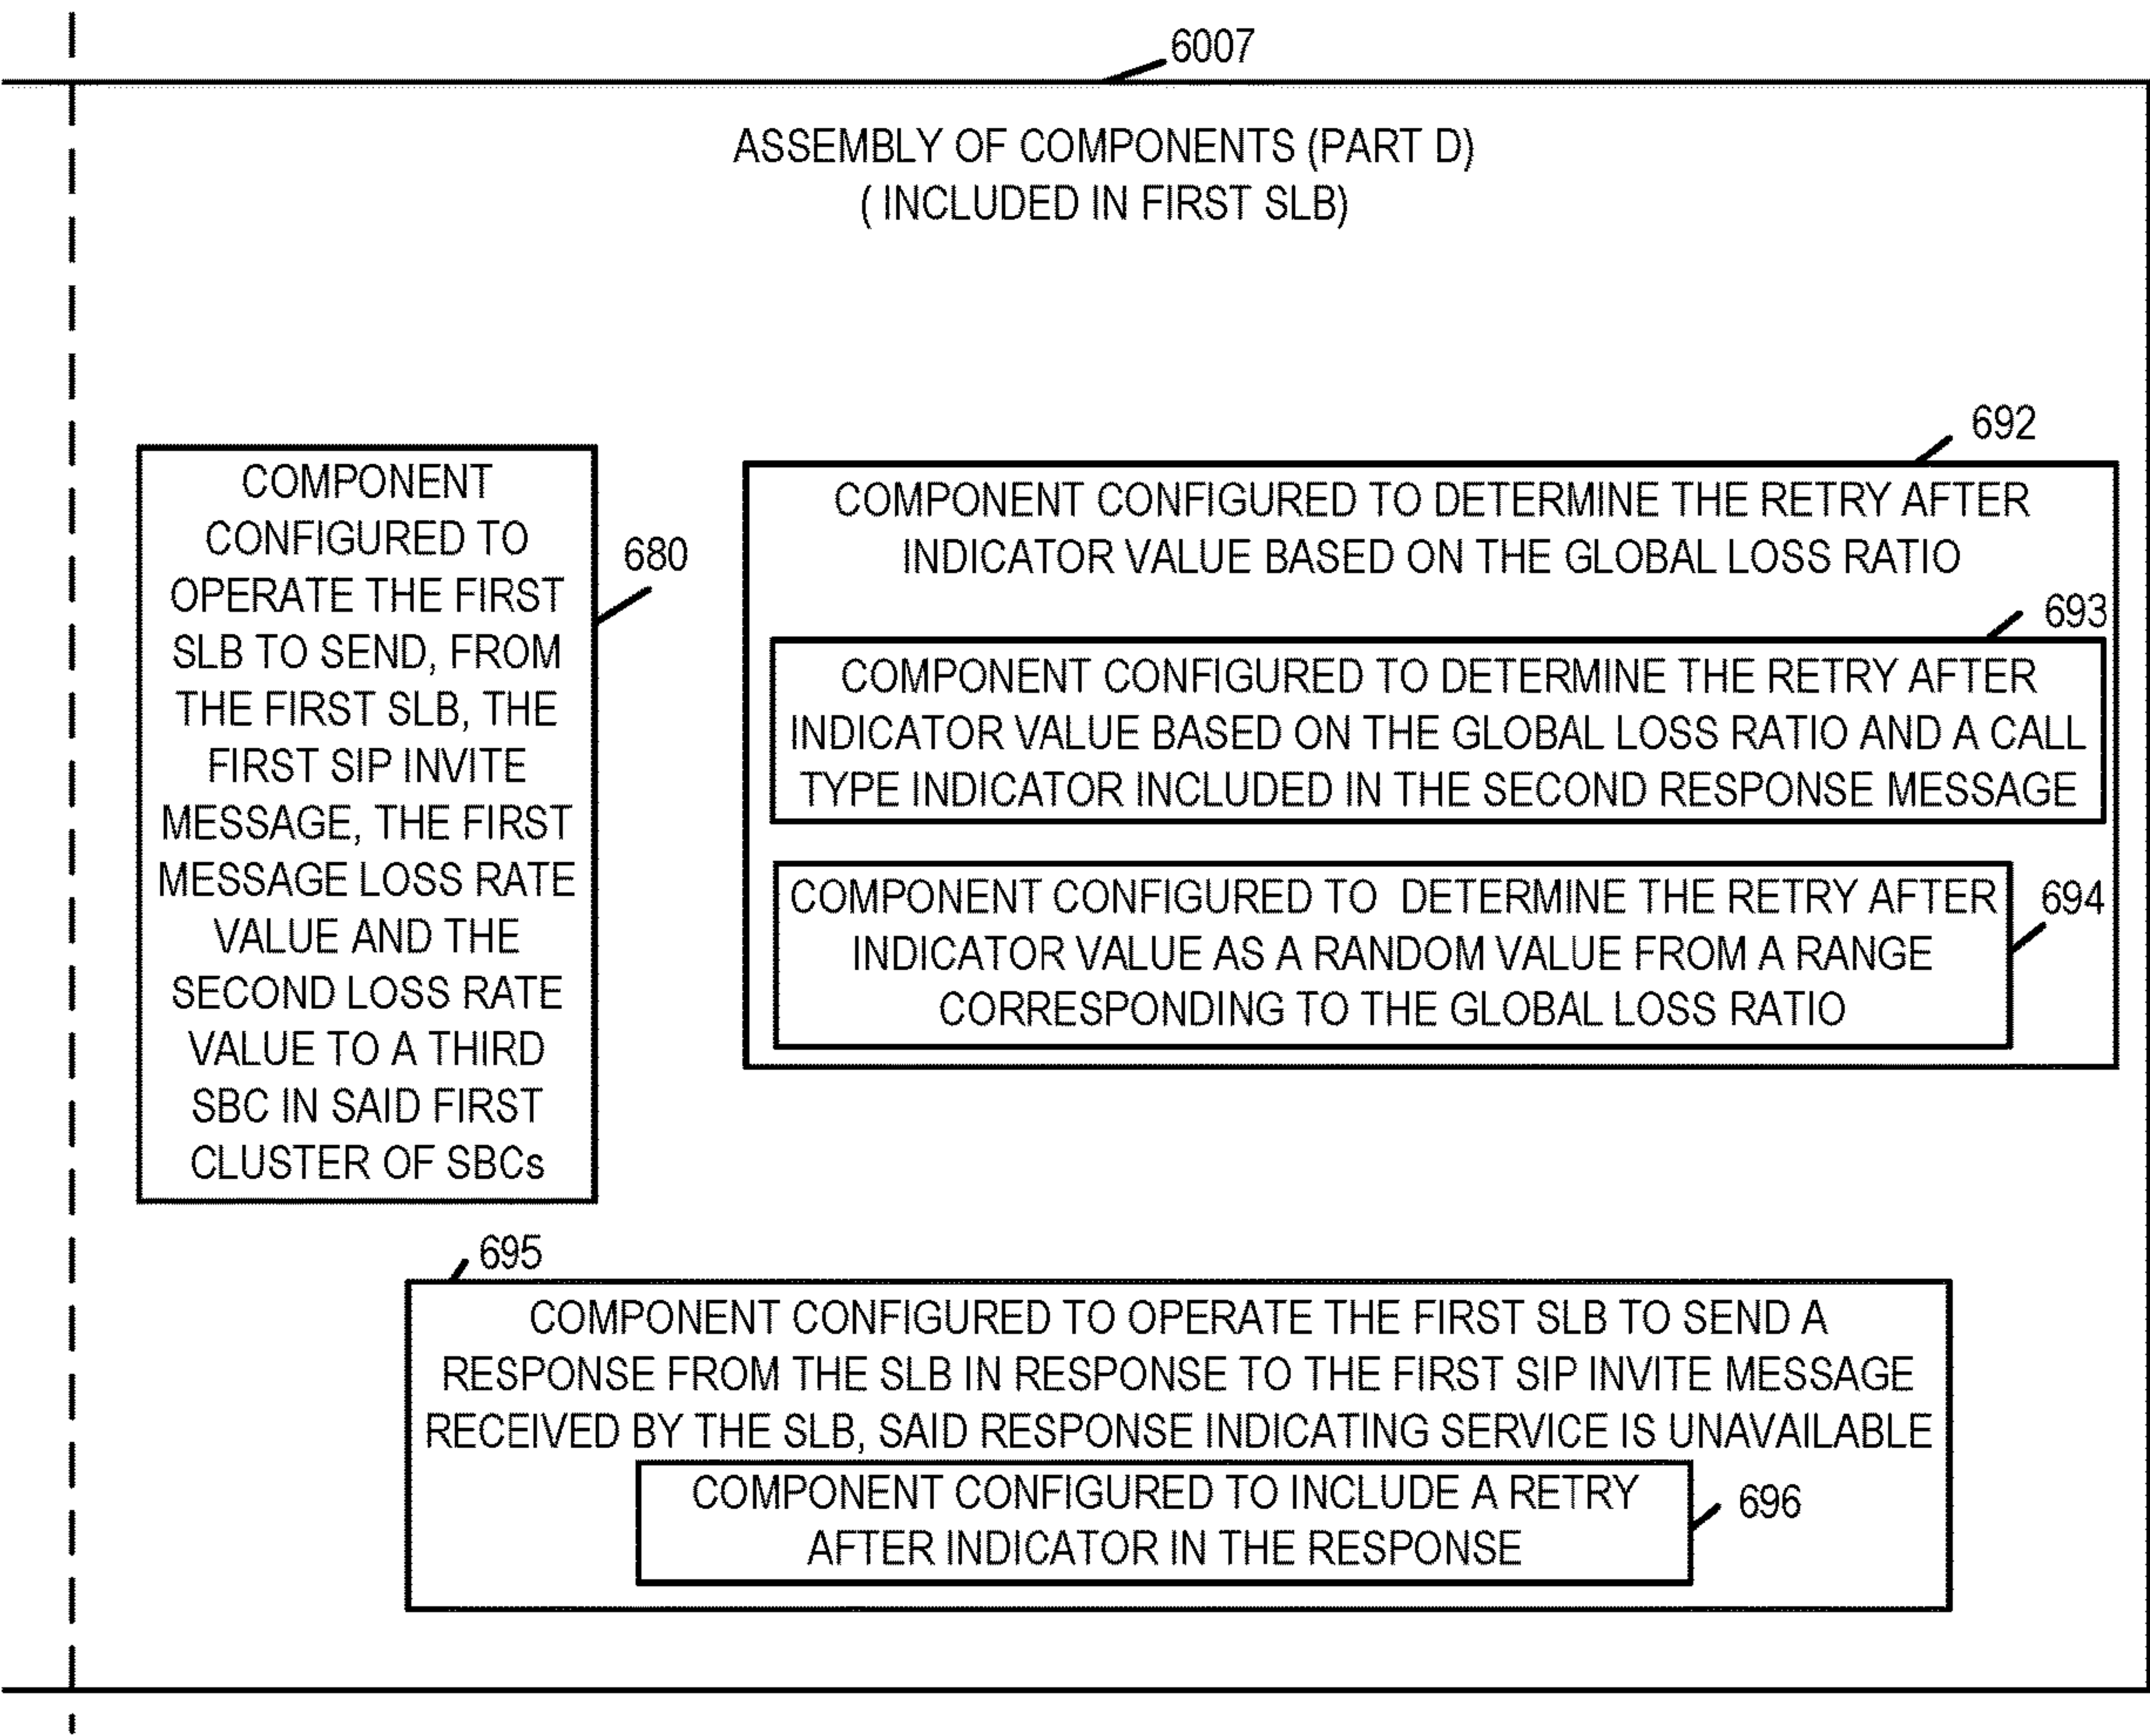 6007
ASSEMBLY OF COMPONENTS (PART D)
( INCLUDED IN FIRST SLB)
COMPONENT
CONFIGURED TO
OPERATE THE FIRST
SLB TO SEND, FROM
THE FIRST SLB, THE
FIRST SIP INVITE
MESSAGE, THE FIRST
MESSAGE LOSS RATE
VALUE AND THE
SECOND LOSS RATE
VALUE TO A THIRD
SBC IN SAID FIRST
CLUSTER OF SBCs
680
692
COMPONENT CONFIGURED TO DETERMINE THE RETRY AFTER
INDICATOR VALUE BASED ON THE GLOBAL LOSS RATIO
693
COMPONENT CONFIGURED TO DETERMINE THE RETRY AFTER
INDICATOR VALUE BASED ON THE GLOBAL LOSS RATIO AND A CALL
TYPE INDICATOR INCLUDED IN THE SECOND RESPONSE MESSAGE
COMPONENT CONFIGURED TO  DETERMINE THE RETRY AFTER
INDICATOR VALUE AS A RANDOM VALUE FROM A RANGE
CORRESPONDING TO THE GLOBAL LOSS RATIO
694
695
COMPONENT CONFIGURED TO OPERATE THE FIRST SLB TO SEND A
RESPONSE FROM THE SLB IN RESPONSE TO THE FIRST SIP INVITE MESSAGE
RECEIVED BY THE SLB, SAID RESPONSE INDICATING SERVICE IS UNAVAILABLE
COMPONENT CONFIGURED TO INCLUDE A RETRY
AFTER INDICATOR IN THE RESPONSE
696